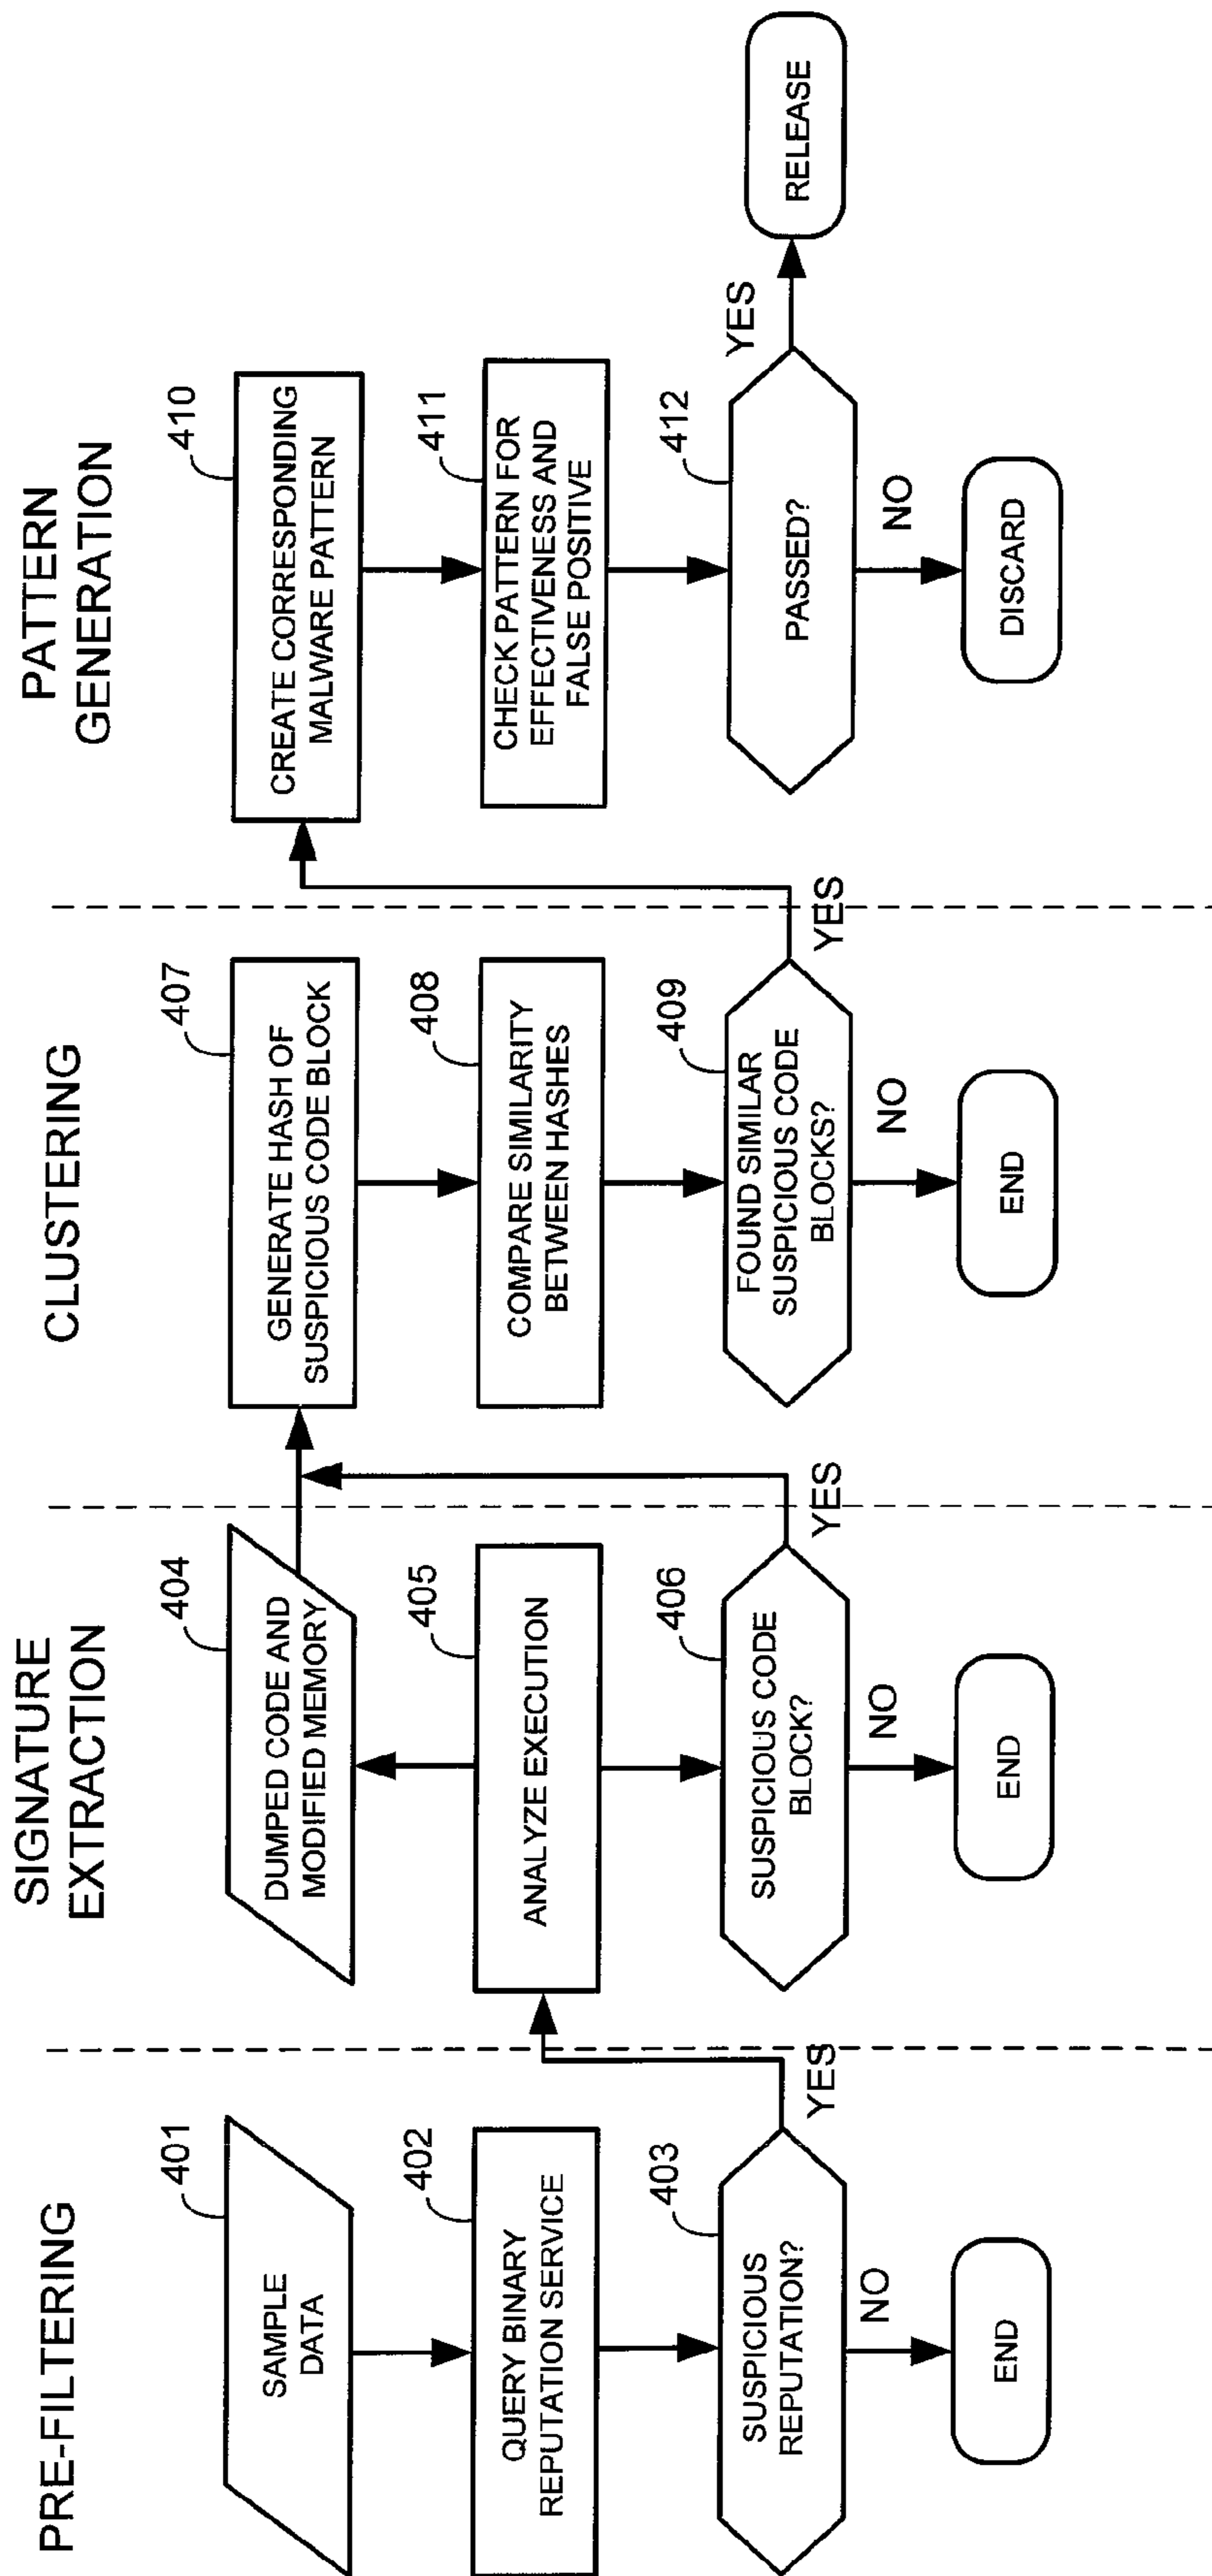 PRE-FILTERING
401
SAMPLE
DATA
402
QUERY BINARY
REPUTATION SERVICE
403
SUSPICIOUS
REPUTATION?
YES
NO
END
SIGNATURE
EXTRACTION
404
DUMPED CODE AND
MODIFIED MEMORY
405
ANALYZE EXECUTION
406
SUSPICIOUS CODE
BLOCK?
YES
NO
END
CLUSTERING
407
GENERATE HASH OF
SUSPICIOUS CODE BLOCK
408
COMPARE SIMILARITY
BETWEEN HASHES
409
FOUND SIMILAR
SUSPICIOUS CODE
BLOCKS?
YES
NO
END
PATTERN
GENERATION
410
CREATE CORRESPONDING
MALWARE PATTERN
411
CHECK PATTERN FOR
EFFECTIVENESS AND
FALSE POSITIVE
412
PASSED?
YES
RELEASE
NO
DISCARD